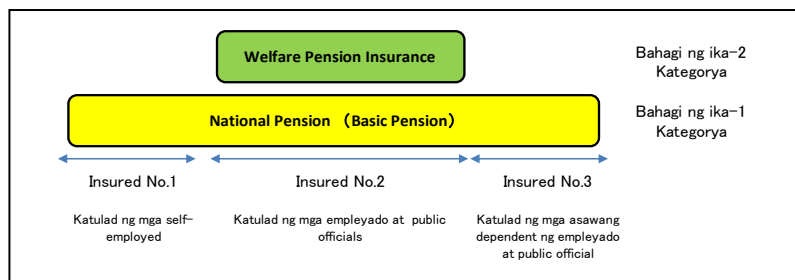 Welfare Pension Insurance
Bahagi ng ika-2
Kategorya
National Pension （Basic Pension）
Bahagi ng ika-1
Kategorya
Insured No.1
Insured No.2
Insured No.3
Katulad ng mga self-
employed
Katulad ng mga empleyado at public
officials
Katulad ng mga asawang
dependent ng empleyado
at public official